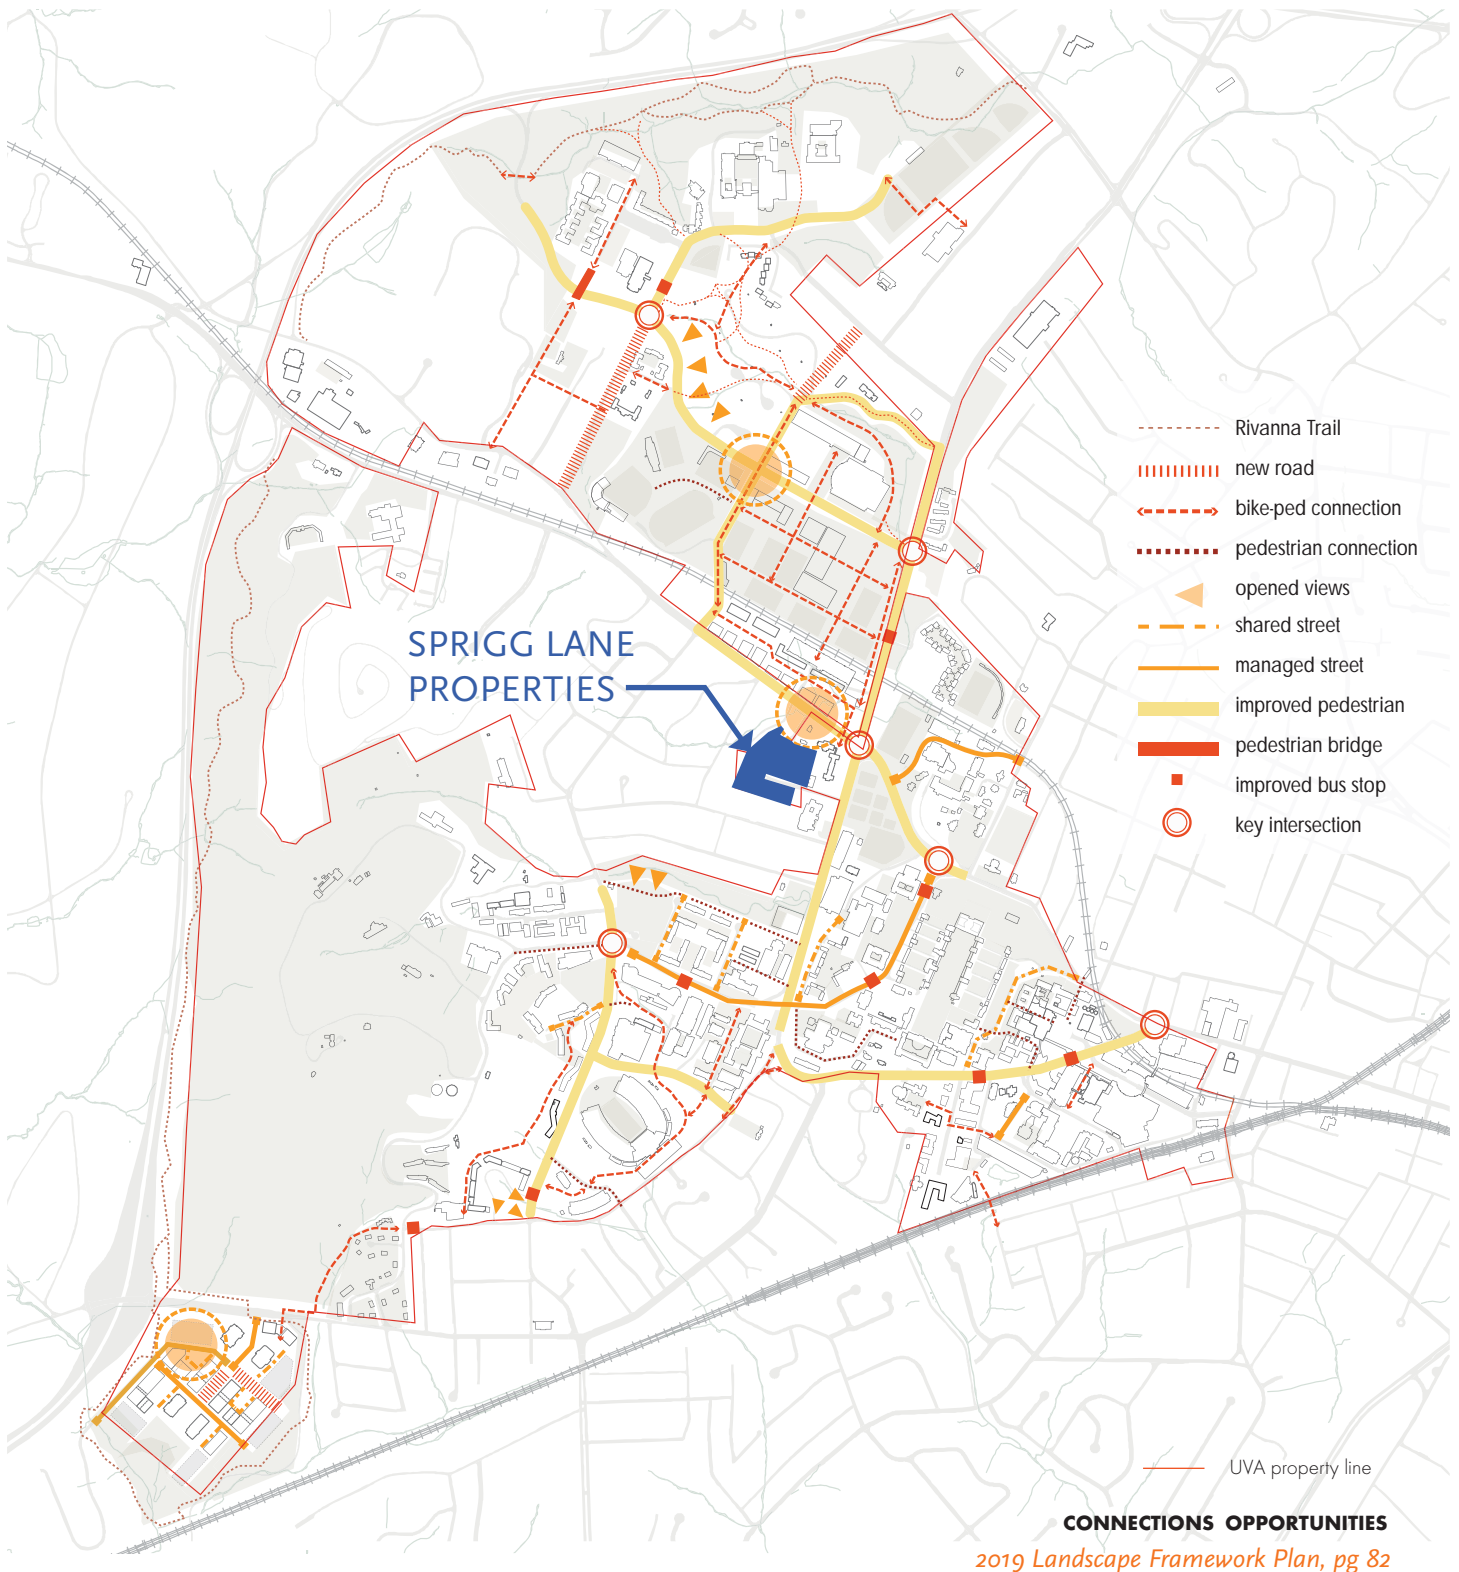 SPRIGG LANE
PROPERTIES
Rivanna Trail
new road
bike-ped connection
pedestrian connection
opened views
shared street
managed street
improved pedestrian
pedestrian bridge
improved bus stop
key intersection
UVA property line
CONNECTIONS OPPORTUNITIES
2019 Landscape Framework Plan, pg 82